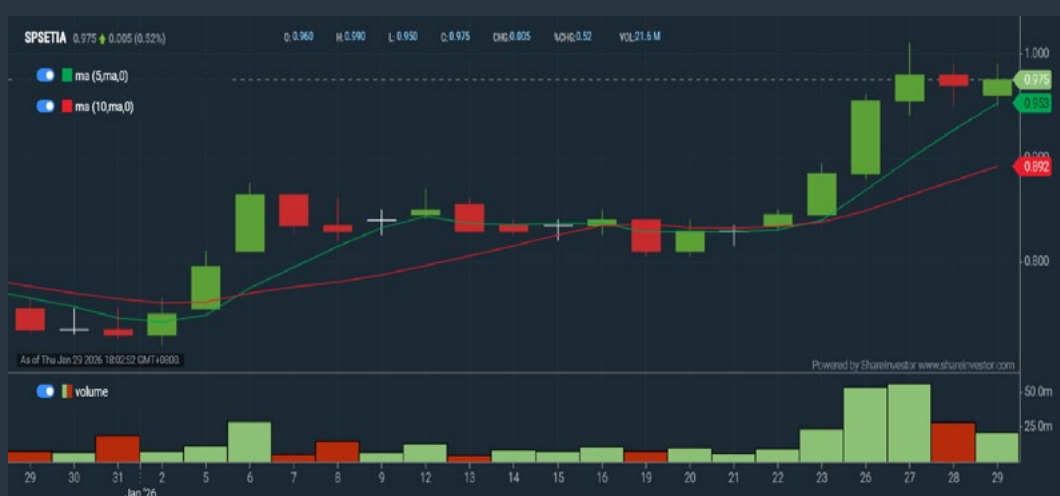 SPSETIA 0.975 0.005 (0.52%) O: 0.960 H: 0.990 L: 0.950 C: 0.975 CHG: 0.005 %CHG: 0.52 VOL: 21.6 M
ma (5,ma,0)
ma (10,ma,0)
1.000
0.975
0.953
0.900
0.892
0.800
As of Thu Jan 29 2026 18:02:52 GMT+0800.
Powered by ShareInvestor www.shareinvestor.com
volume
50.0m
25.0m
29 30 31 2 5 6 7 8 9 12 13 14 15 16 19 20 21 22 23 26 27 28 29
Jan '26